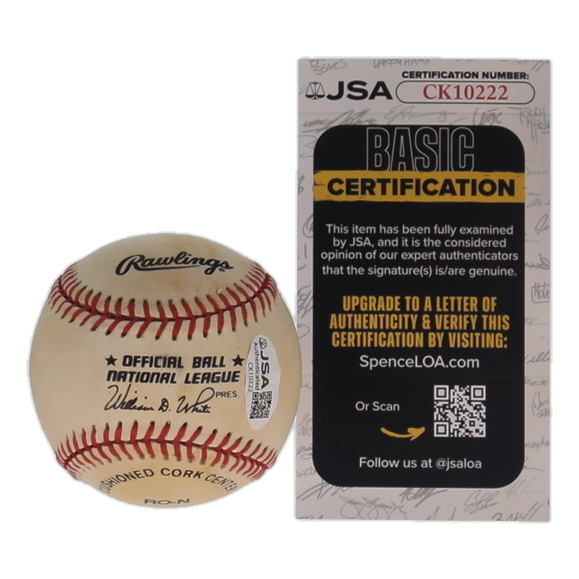 Rawlings
★ OFFICIAL BALL ★
NATIONAL LEAGUE
William D. White PRES.
CUSHIONED CORK CENTER
RO-N
JSA
Authenticated
CK10222
JSA
CERTIFICATION NUMBER:
CK10222
BASIC
CERTIFICATION
This item has been fully examined
by JSA, and it is the considered
opinion of our expert authenticators
that the signature(s) is/are genuine.
UPGRADE TO A LETTER OF
AUTHENTICITY & VERIFY THIS
CERTIFICATION BY VISITING:
SpenceLOA.com
Or Scan
Follow us at @jsaloa